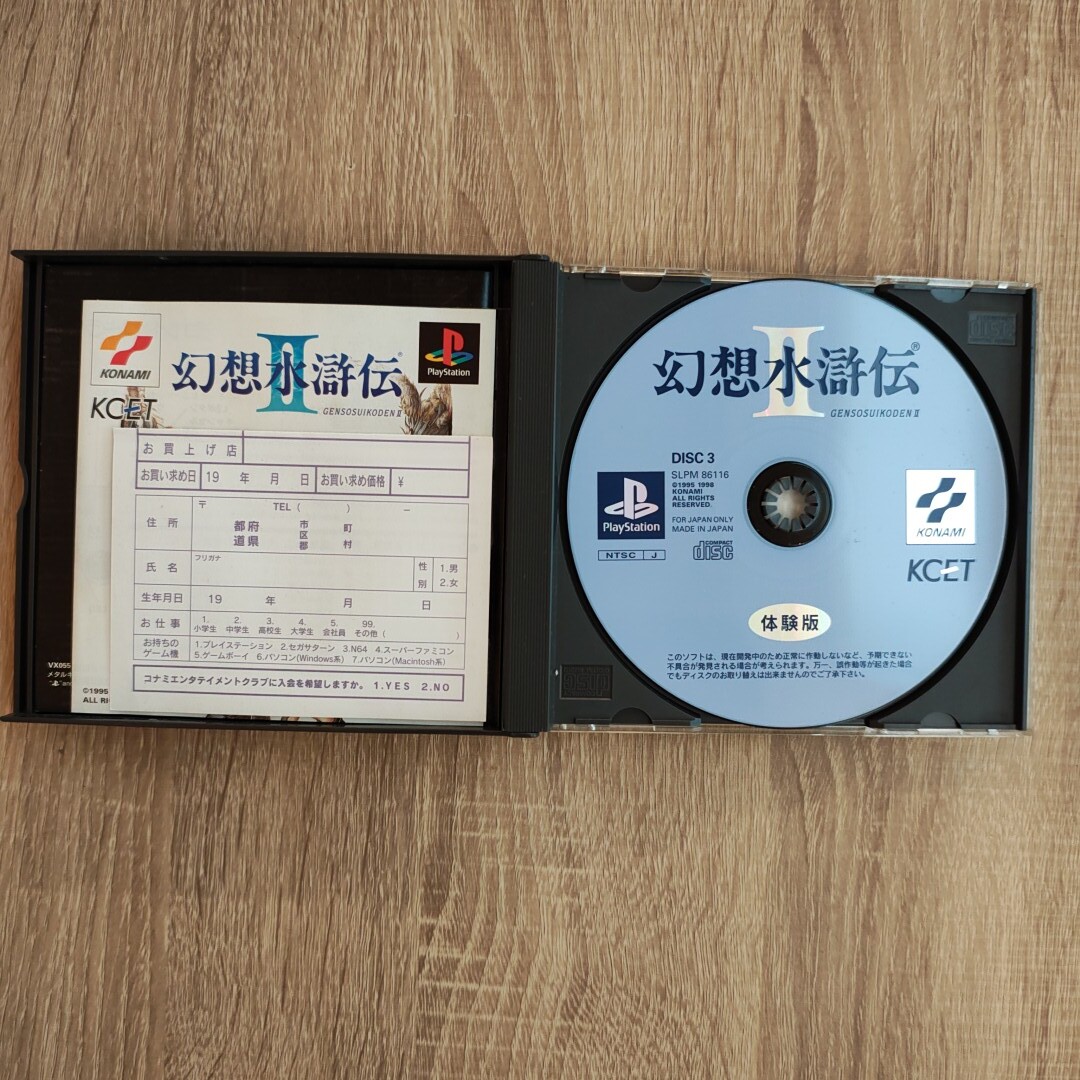 KONAMI
幻想水滸伝®
II
GENSOSUIKODEN II
PlayStation
KCET
お買上げ店
お買い求め日 19 年 月 日 お買い求め価格 ¥
〒 TEL ( ) –
住所 都道府県 市区郡 町村
フリガナ
氏名 性別 1.男 2.女
生年月日 19 年 月 日
お仕事 1.小学生 2.中学生 3.高校生 4.大学生 5.会社員 99.その他( )
お持ちのゲーム機 1.プレイステーション 2.セガサターン 3.N64 4.スーパーファミコン
5.ゲームボーイ 6.パソコン(Windows系) 7.パソコン(Macintosh系)
コナミエンタテイメントクラブに入会を希望しますか。 1.YES 2.NO
VX055
メタルギ
©1995
ALL RI
幻想水滸伝®
II
GENSOSUIKODEN II
DISC 3
SLPM 86116
©1995 1998
KONAMI
ALL RIGHTS
RESERVED.
FOR JAPAN ONLY
MADE IN JAPAN
PlayStation
NTSC J
COMPACT
disc
KONAMI
KCET
体験版
このソフトは、現在開発中のため正常に作動しないなど、予期できない
不具合が発見される場合が考えられます。万一、誤作動等が起きた場合
でもディスクのお取り替えは出来ませんのでご了承下さい。
disc
disc